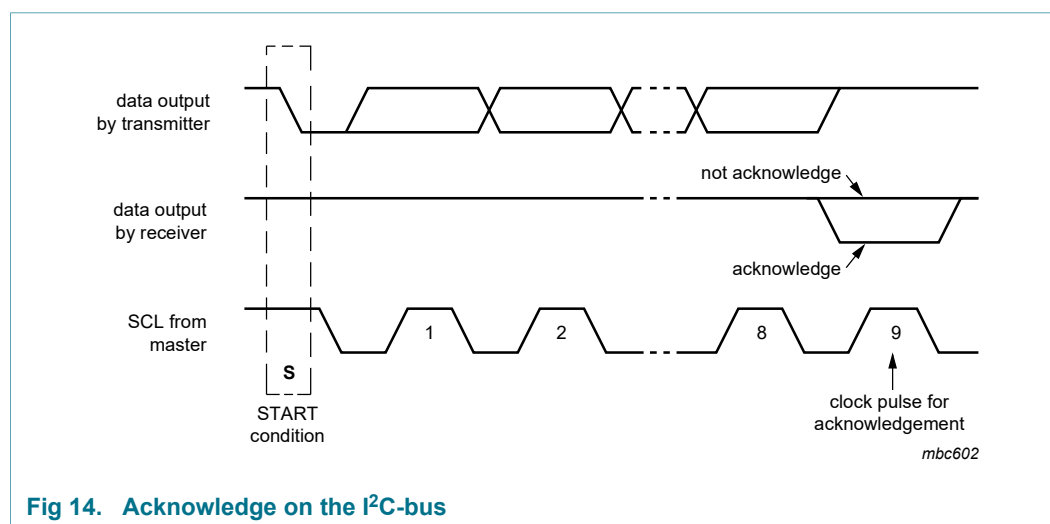 data output
by transmitter
not acknowledge
data output
by receiver
acknowledge
SCL from
master
1
2
8
9
S
START
condition
clock pulse for
acknowledgement
mbc602
Fig 14. Acknowledge on the I²C-bus